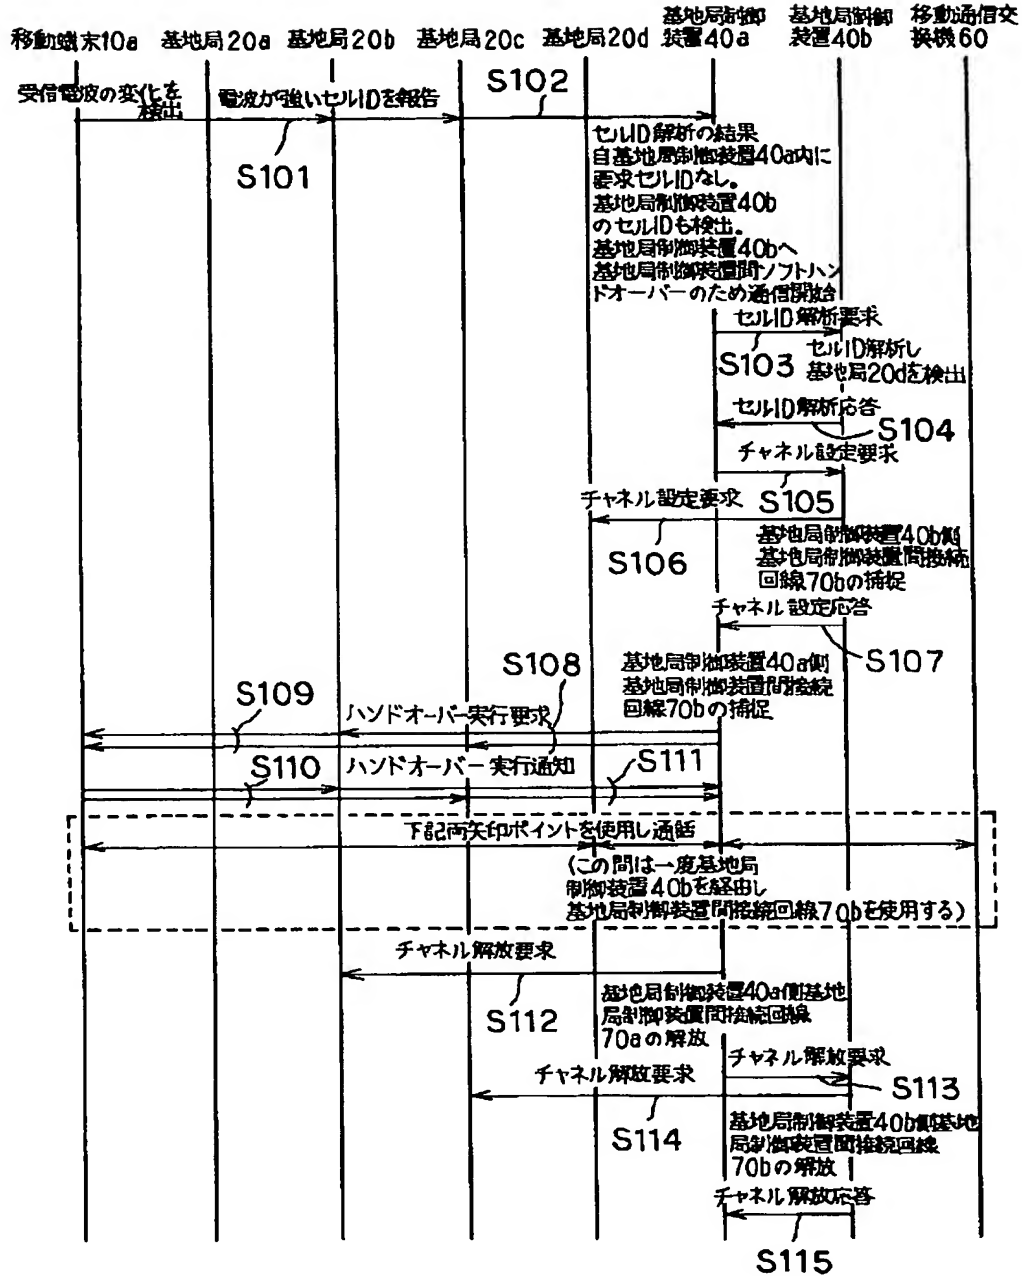 移動端末10a
基地局20a
基地局20b
基地局20c
基地局20d
基地局制御
装置40a
基地局制御
装置40b
移動通信交
換機60
受信電波の変化を
検出
電波が強いセルIDを報告
S101
S102
セルID解析の結果
自基地局制御装置40a内に
要求セルIDなし。
基地局制御装置40b
のセルIDも検出。
基地局制御装置40bへ
基地局制御装置間ソフトハン
ドオーバーのため通信開始
セルID解析要求
S103
セルID解析し
基地局20dを検出
セルID解析応答
S104
チャネル設定要求
S105
チャネル設定要求
S106
基地局制御装置40b側
基地局制御装置間接続
回線70bの捕捉
チャネル設定応答
S107
基地局制御装置40a側
基地局制御装置間接続
回線70bの捕捉
S108
S109
ハンドオーバー実行要求
S110
ハンドオーバー実行通知
S111
下記両矢印ポイントを使用し通話
(この間は一度基地局
制御装置40bを経由し
基地局制御装置間接続回線70bを使用する)
チャネル解放要求
S112
基地局制御装置40a側基地
局制御装置間接続回線
70aの解放
チャネル解放要求
S113
チャネル解放要求
S114
基地局制御装置40b側基地
局制御装置間接続回線
70bの解放
チャネル解放応答
S115